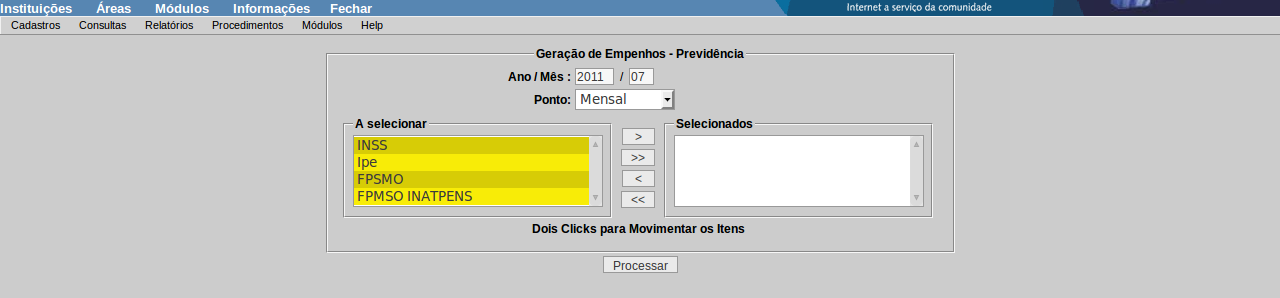 Instituições Áreas Módulos Informações Fechar Internet a serviço da comunidade
Cadastros Consultas Relatórios Procedimentos Módulos Help
Geração de Empenhos - Previdência
Ano / Mês : 2011 / 07
Ponto: Mensal
A selecionar
INSS
Ipe
FPSMO
FPMSO INATPENS
>
>>
<
<<
Selecionados
Dois Clicks para Movimentar os Itens
Processar